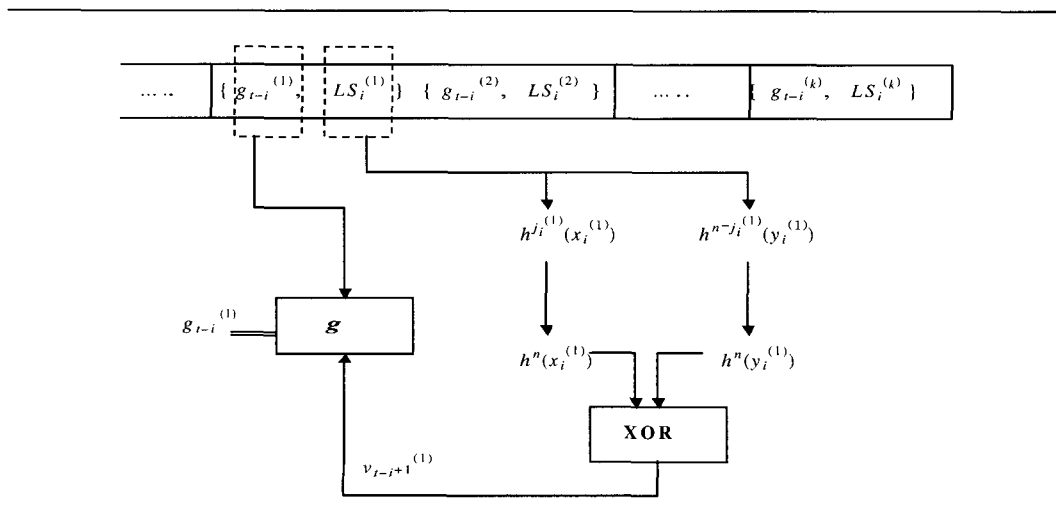 ..... { g_{t-i}^{(1)}, LS_i^{(1)} } { g_{t-i}^{(2)}, LS_i^{(2)} } ..... { g_{t-i}^{(k)}, LS_i^{(k)} }
h^{j_i^{(1)}}(x_i^{(1)}) h^{n-j_i^{(1)}}(y_i^{(1)})
g_{t-i}^{(1)} g
h^n(x_i^{(1)}) h^n(y_i^{(1)})
XOR
v_{t-i+1}^{(1)}